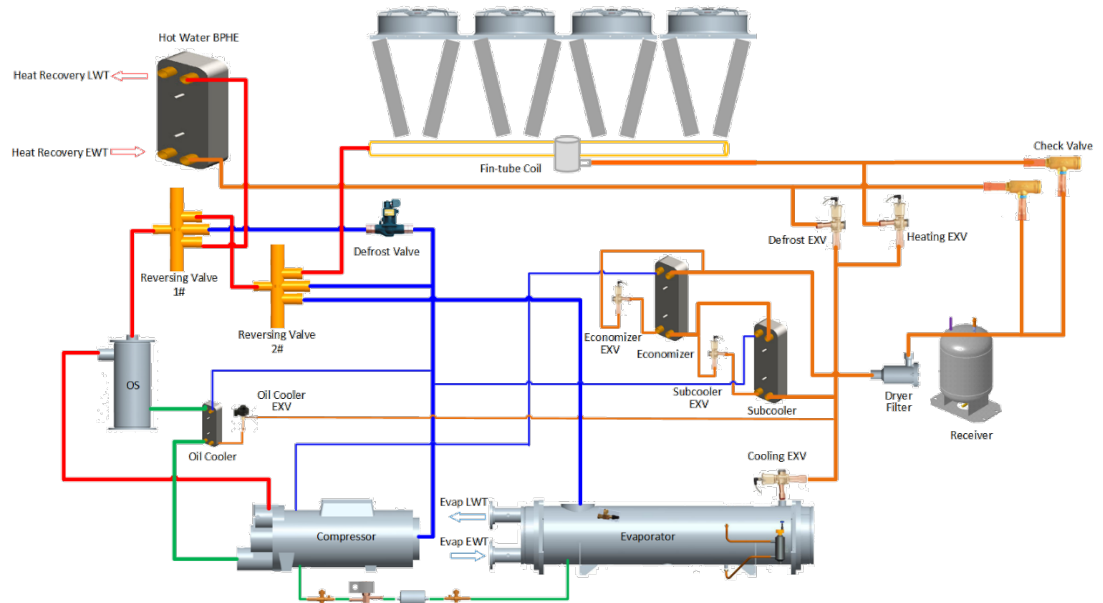 Hot Water BPHE
Heat Recovery LWT
Heat Recovery EWT
Fin-tube Coil
Check Valve
Defrost Valve
Defrost EXV
Heating EXV
Reversing Valve
1#
Reversing Valve
2#
Economizer
EXV
Economizer
Subcooler
EXV
Subcooler
Dryer
Filter
Receiver
OS
Oil Cooler
EXV
Oil Cooler
Cooling EXV
Evap LWT
Compressor
Evaporator
Evap EWT